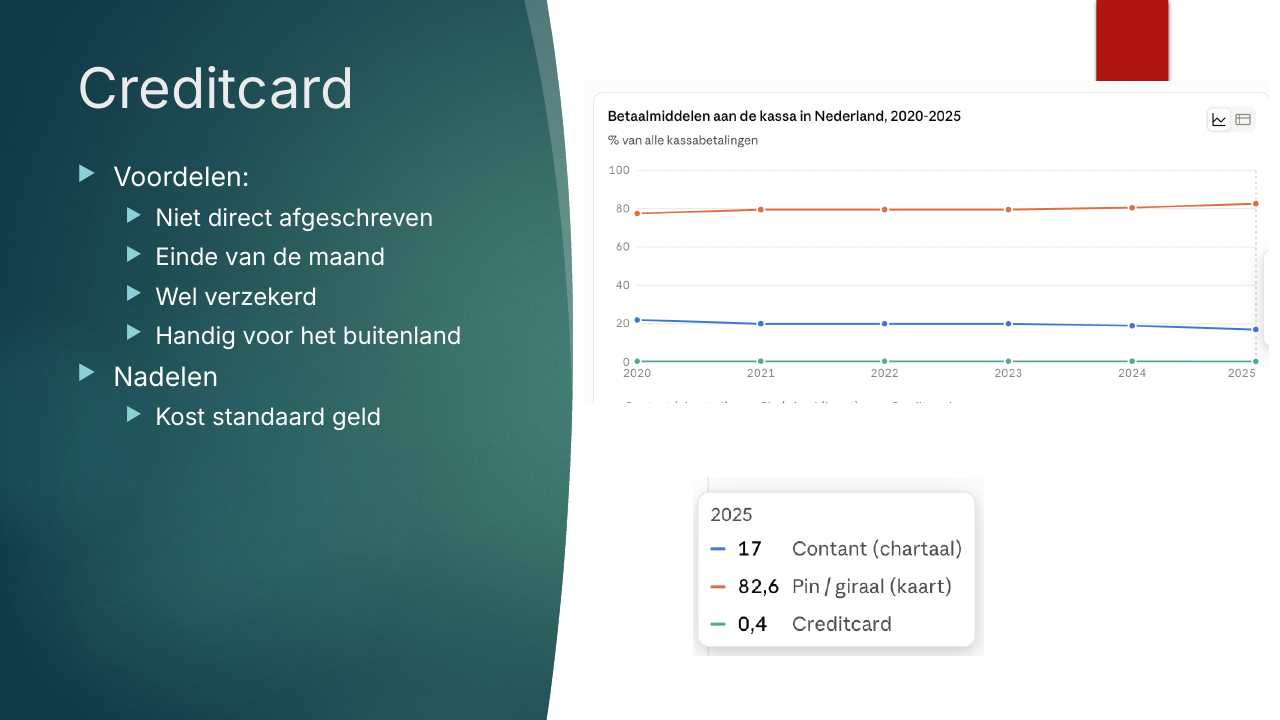 Creditcard
Voordelen:
Niet direct afgeschreven
Einde van de maand
Wel verzekerd
Handig voor het buitenland
Nadelen
Kost standaard geld
Betaalmiddelen aan de kassa in Nederland, 2020-2025
% van alle kassabetalingen
100
80
60
40
20
0
2020 2021 2022 2023 2024 2025
2025
17 Contant (chartaal)
82,6 Pin / giraal (kaart)
0,4 Creditcard